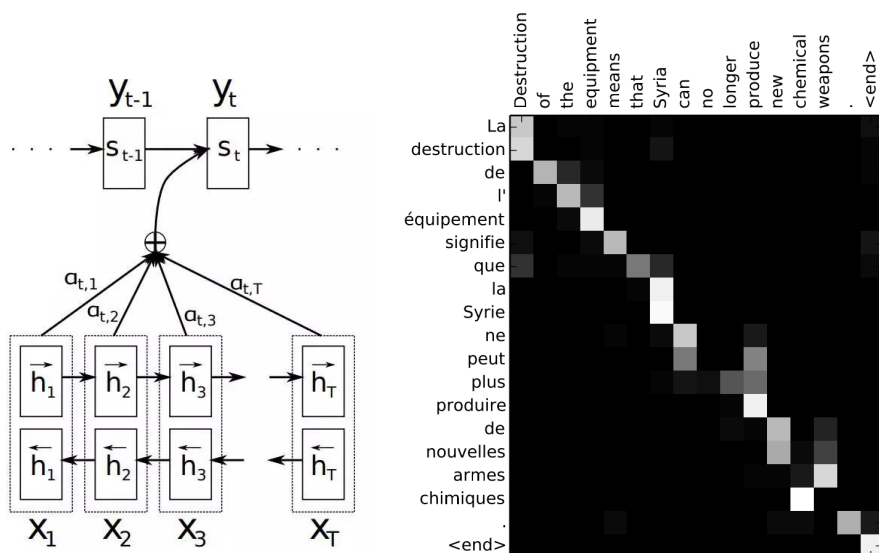 y_{t-1} y_t
. . . s_{t-1} s_t . . .
a_{t,1} a_{t,2} a_{t,3} a_{t,T}
→h_1 →h_2 →h_3 →h_T
←h_1 ←h_2 ←h_3 ←h_T
x_1 x_2 x_3 x_T
Destruction
of
the
equipment
means
that
Syria
can
no
longer
produce
new
chemical
weapons
.
<end>
La
destruction
de
l'
équipement
signifie
que
la
Syrie
ne
peut
plus
produire
de
nouvelles
armes
chimiques
.
<end>